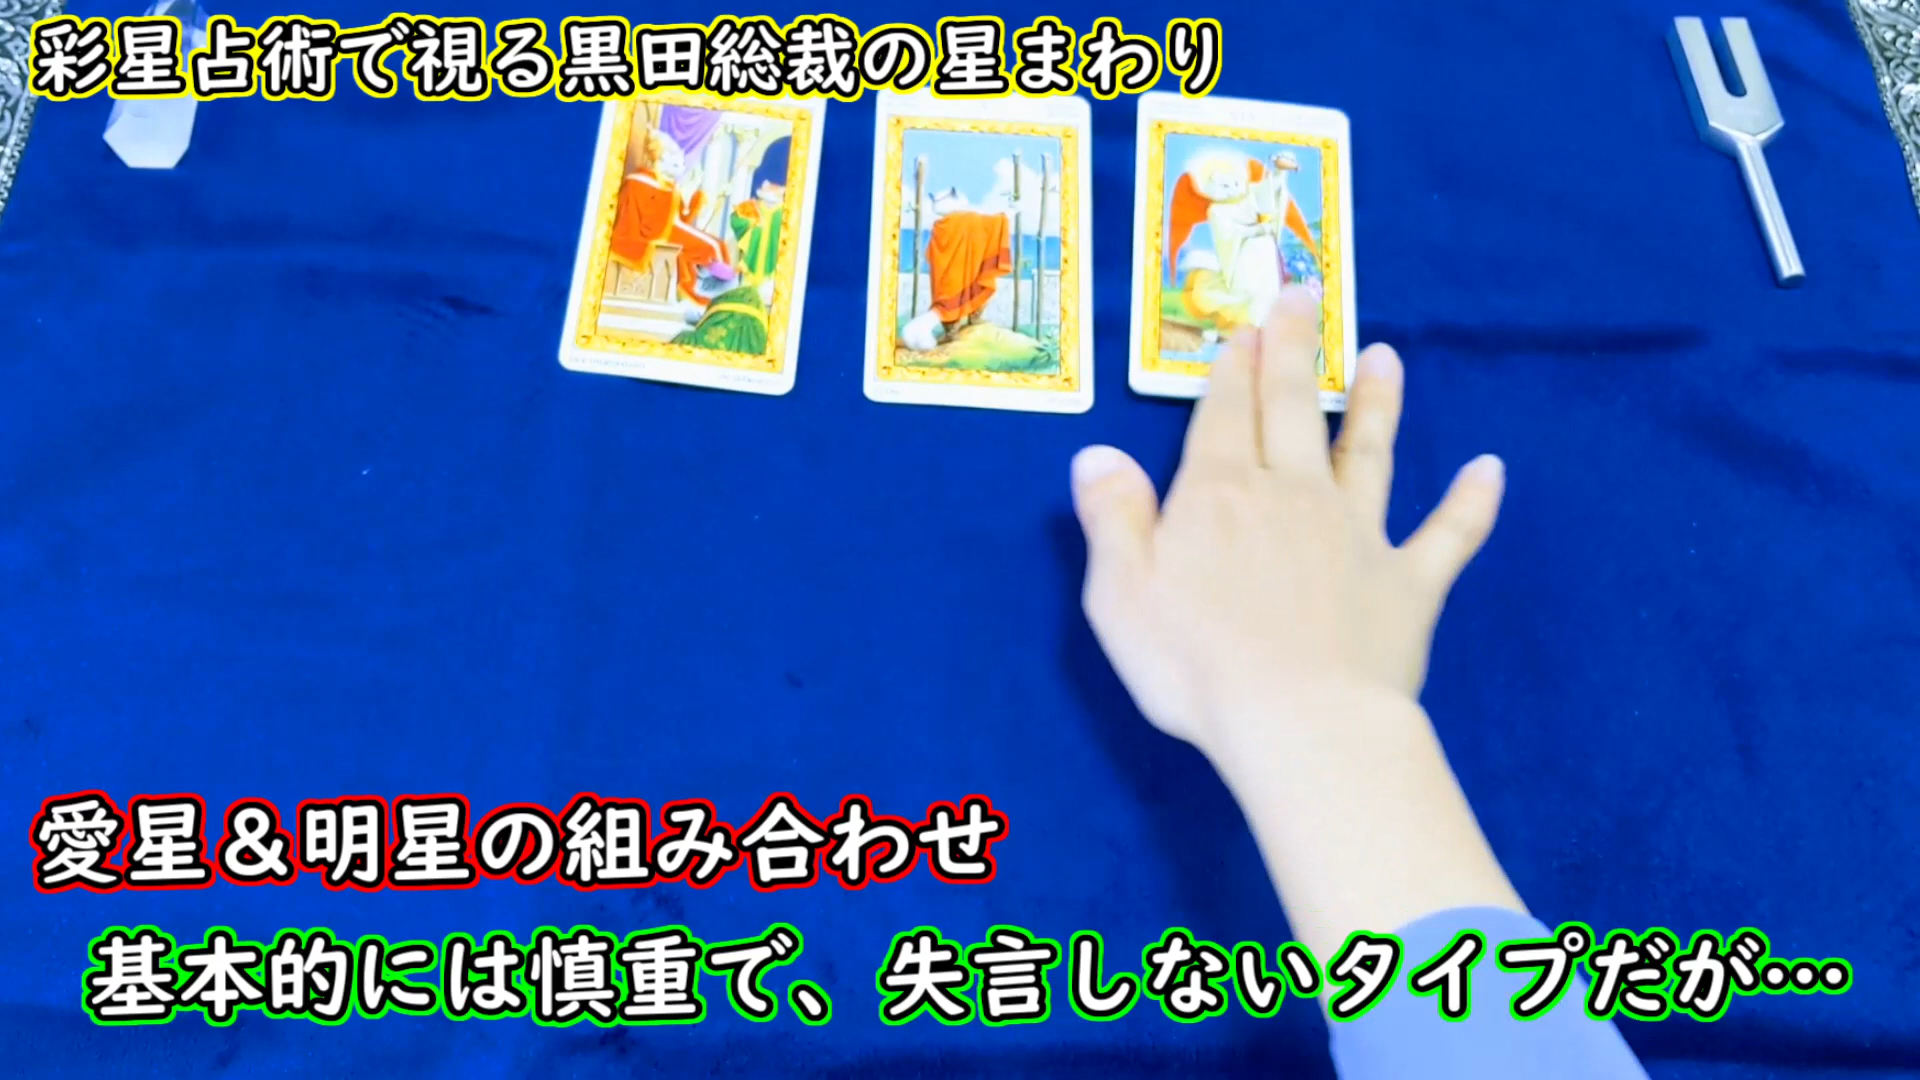 彩星占術で視る黒田総裁の星まわり
愛星＆明星の組み合わせ
基本的には慎重で、失言しないタイプだが…